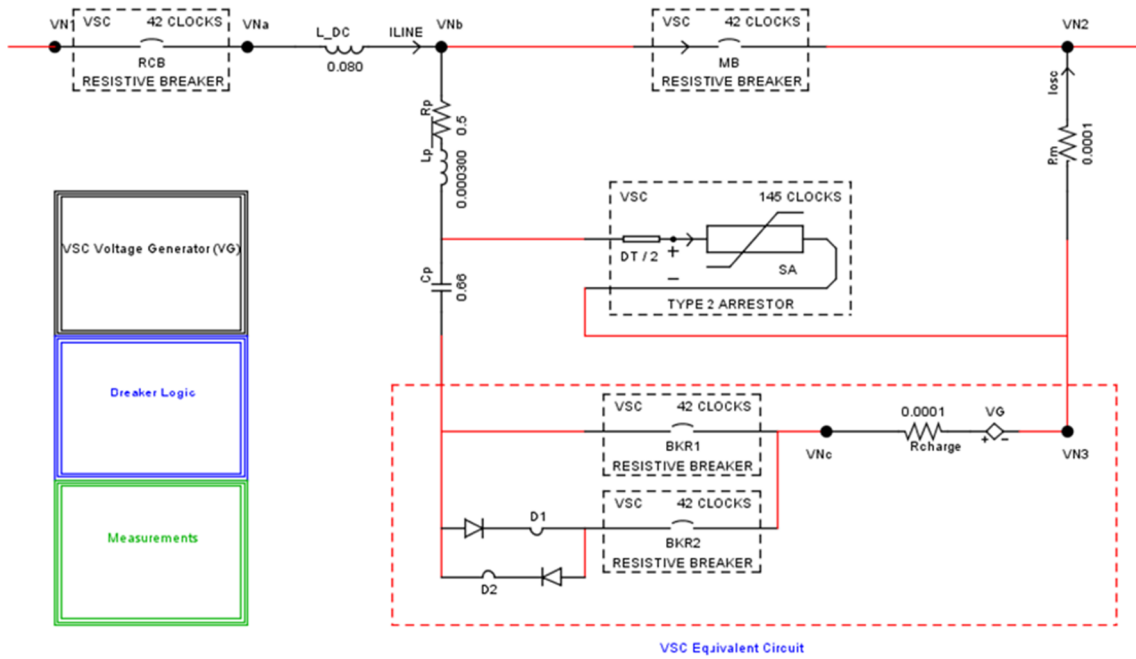 VN1
VSC 42 CLOCKS
RCB
RESISTIVE BREAKER
VNa
L_DC
0.080
ILINE
VNb
VSC 42 CLOCKS
MB
RESISTIVE BREAKER
VN2
Iosc
Rm
0.0001
Rp
0.5
Lp
0.000300
VSC 145 CLOCKS
DT / 2
+
−
SA
TYPE 2 ARRESTOR
Cp
0.66
VSC Voltage Generator (VG)
Breaker Logic
Measurements
VSC 42 CLOCKS
BKR1
RESISTIVE BREAKER
VNc
0.0001
Rcharge
VG
+ -
VN3
VSC 42 CLOCKS
BKR2
RESISTIVE BREAKER
D1
D2
VSC Equivalent Circuit